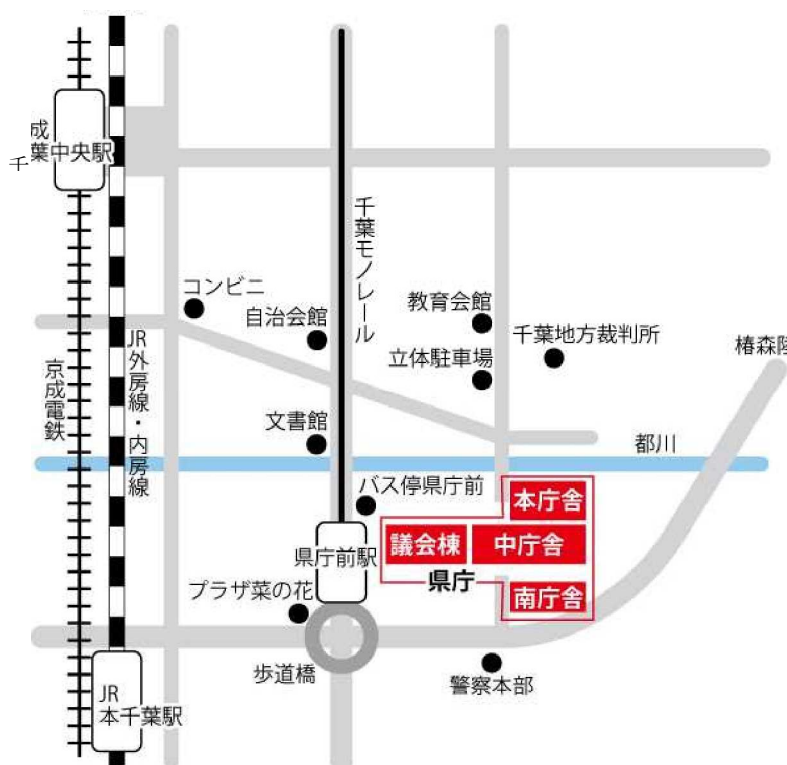 成
千葉中央駅
千葉モノレール
コンビニ
自治会館
教育会館
千葉地方裁判所
JR外房線・内房線
立体駐車場
椿森陸
京成電鉄
文書館
都川
バス停県庁前
本庁舎
議会棟
中庁舎
県庁前駅
県庁
プラザ菜の花
南庁舎
歩道橋
警察本部
JR
本千葉駅